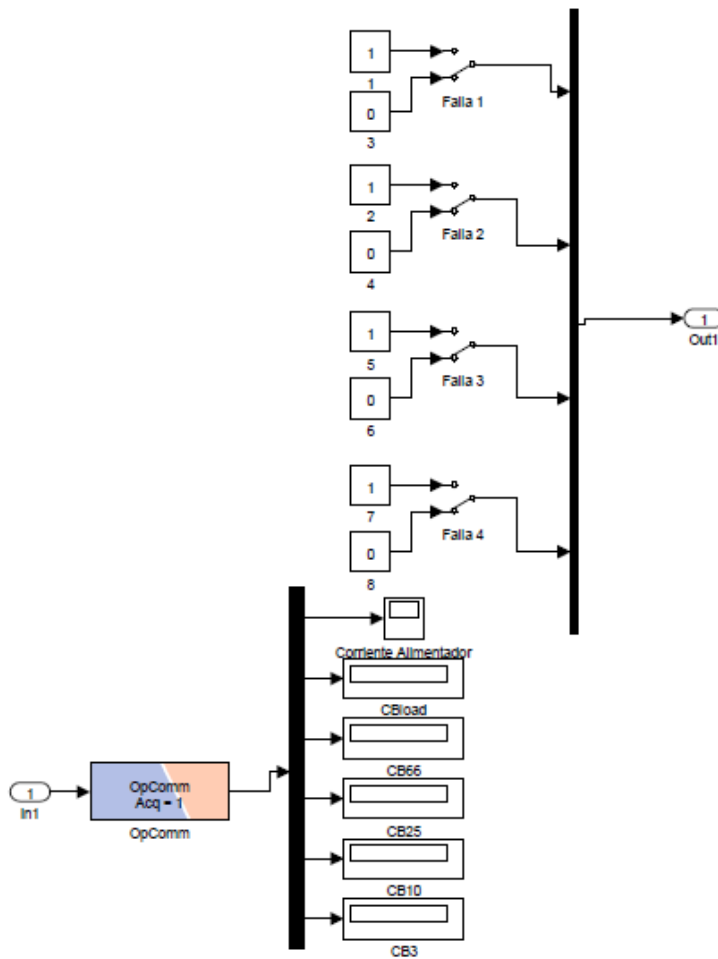 1
1
Falla 1
0
3
1
2
Falla 2
0
4
1
5
Falla 3
0
6
1
7
Falla 4
0
8
1
Out1
Corriente Alimentador
CBload
CB66
CB25
CB10
CB3
1
In1
OpComm
Acq = 1
OpComm